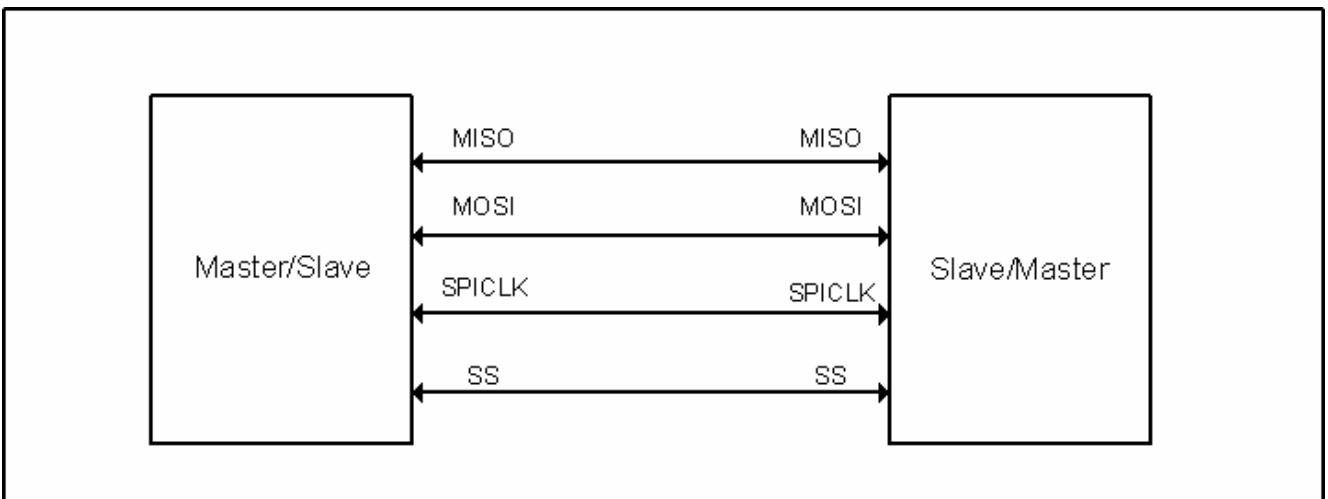 MISO MISO
MOSI MOSI
Master/Slave Slave/Master
SPICLK SPICLK
SS SS